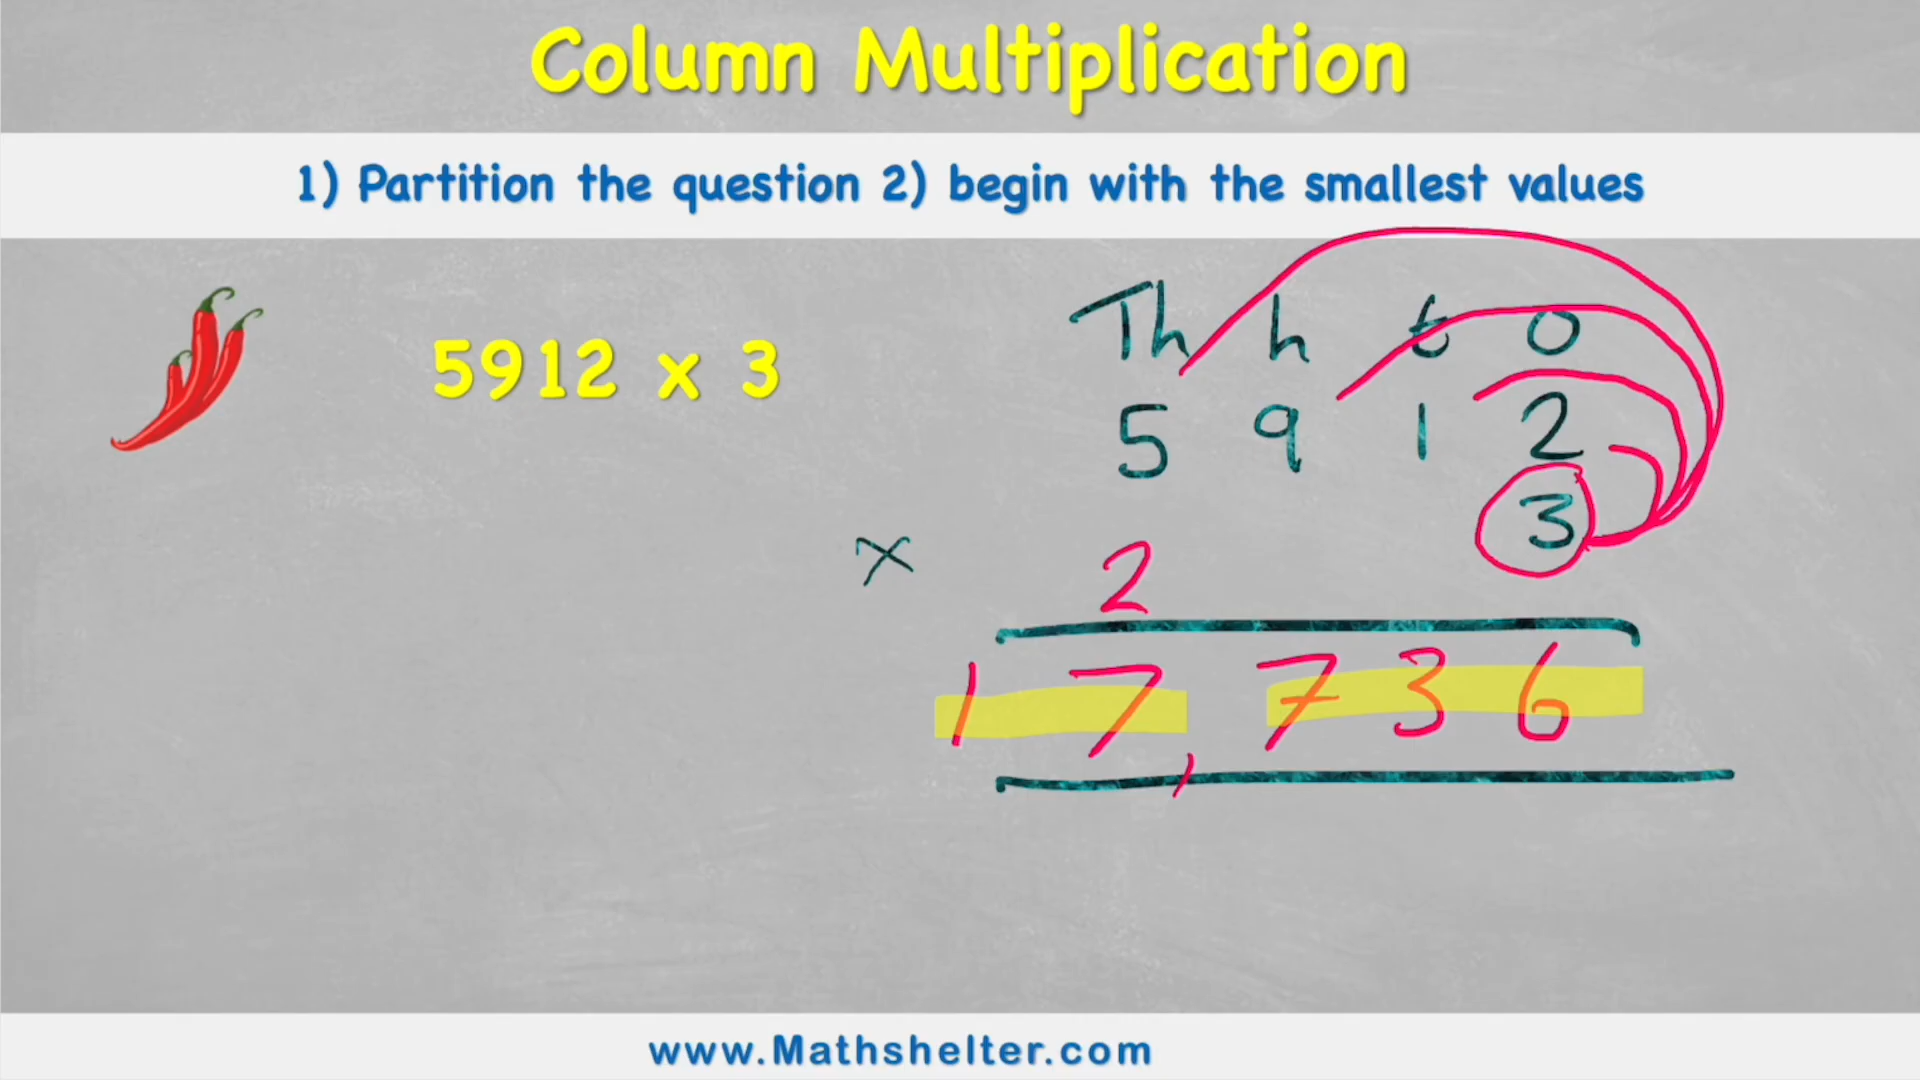 Column Multiplication
1) Partition the question 2) begin with the smallest values
5912 x 3
Th h t o
5 9 1 2
3
x
2
17,736
www.Mathshelter.com